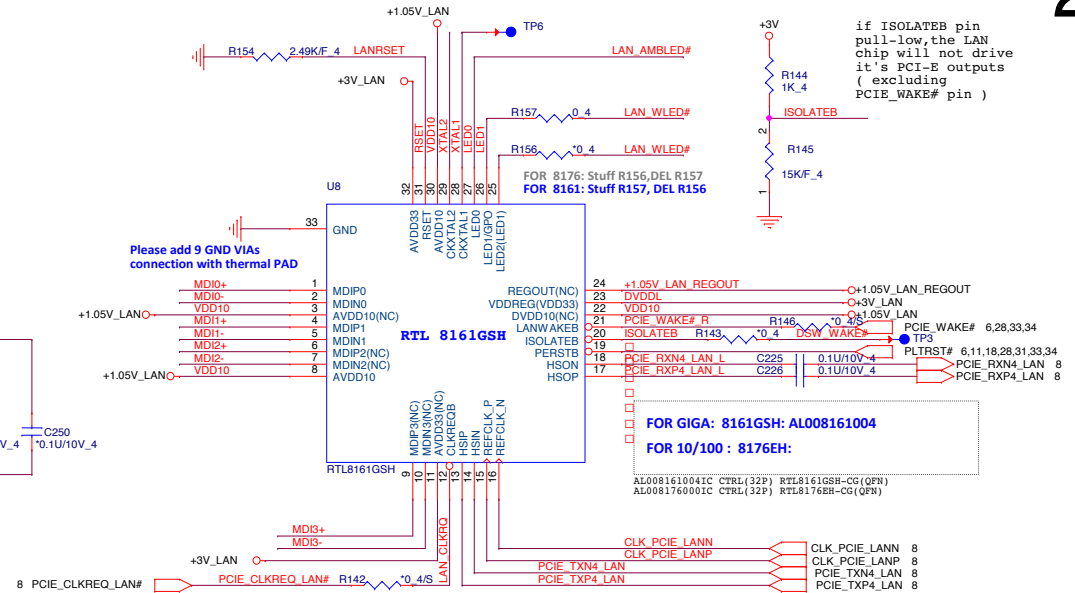 2
+1.05V_LAN
TP6
R154 2.49K/F_4 LANRSET
+3V_LAN
LAN_AMBLED#
R157 0_4 LAN_WLED#
R156 *0_4 LAN_WLED#
FOR 8176: Stuff R156,DEL R157
FOR 8161: Stuff R157, DEL R156
+3V
R144
1K_4
ISOLATEB
2
R145
15K/F_4
1
if ISOLATEB pin
pull-low,the LAN
chip will not drive
it's PCI-E outputs
( excluding
PCIE_WAKE# pin )
RSET
VDD10
XTAL2
XTAL1
LED0
LED1
U8
32 31 30 29 28 27 26 25
AVDD33
RSET
AVDD10
CKXTAL2
CKXTAL1
LED0
LED1/GPO
LED2(LED1)
33 GND
Please add 9 GND VIAs
connection with thermal PAD
MDI0+ 1 MDIP0
MDI0- 2 MDIN0
+1.05V_LAN VDD10 3 AVDD10(NC)
MDI1+ 4 MDIP1
MDI1- 5 MDIN1
MDI2+ 6 MDIP2(NC)
MDI2- 7 MDIN2(NC)
+1.05V_LAN VDD10 8 AVDD10
RTL 8161GSH
REGOUT(NC) 24 +1.05V_LAN_REGOUT +1.05V_LAN_REGOUT
VDDREG(VDD33) 23 DVDDL +3V_LAN
DVDD10(NC) 22 VDD10 +1.05V_LAN
LANWAKEB 21 PCIE_WAKE#_R R146 *0_4/S PCIE_WAKE# 6,28,33,34
ISOLATEB 20 ISOLATEB R143 *0_4 DSW_WAKE# TP3
PERSTB 19 PLTRST# 6,11,18,28,31,33,34
HSON 18 PCIE_RXN4_LAN_L C225 0.1U/10V_4 PCIE_RXN4_LAN 8
HSOP 17 PCIE_RXP4_LAN_L C226 0.1U/10V_4 PCIE_RXP4_LAN 8
MDIP3(NC)
MDIN3(NC)
AVDD33(NC)
CLKREQB
HSIP
HSIN
REFCLK_P
REFCLK_N
RTL8161GSH
9 10 11 12 13 14 15 16
C250
*0.1U/10V_4
V_4
FOR GIGA: 8161GSH: AL008161004
FOR 10/100 : 8176EH:
AL008161004IC CTRL(32P) RTL8161GSH-CG(QFN)
AL008176000IC CTRL(32P) RTL8176EH-CG(QFN)
MDI3+
MDI3-
+3V_LAN
LAN_CLKRQ
8 PCIE_CLKREQ_LAN# PCIE_CLKREQ_LAN# R142 *0_4/S
CLK_PCIE_LANN CLK_PCIE_LANN 8
CLK_PCIE_LANP CLK_PCIE_LANP 8
PCIE_TXN4_LAN PCIE_TXN4_LAN 8
PCIE_TXP4_LAN PCIE_TXP4_LAN 8